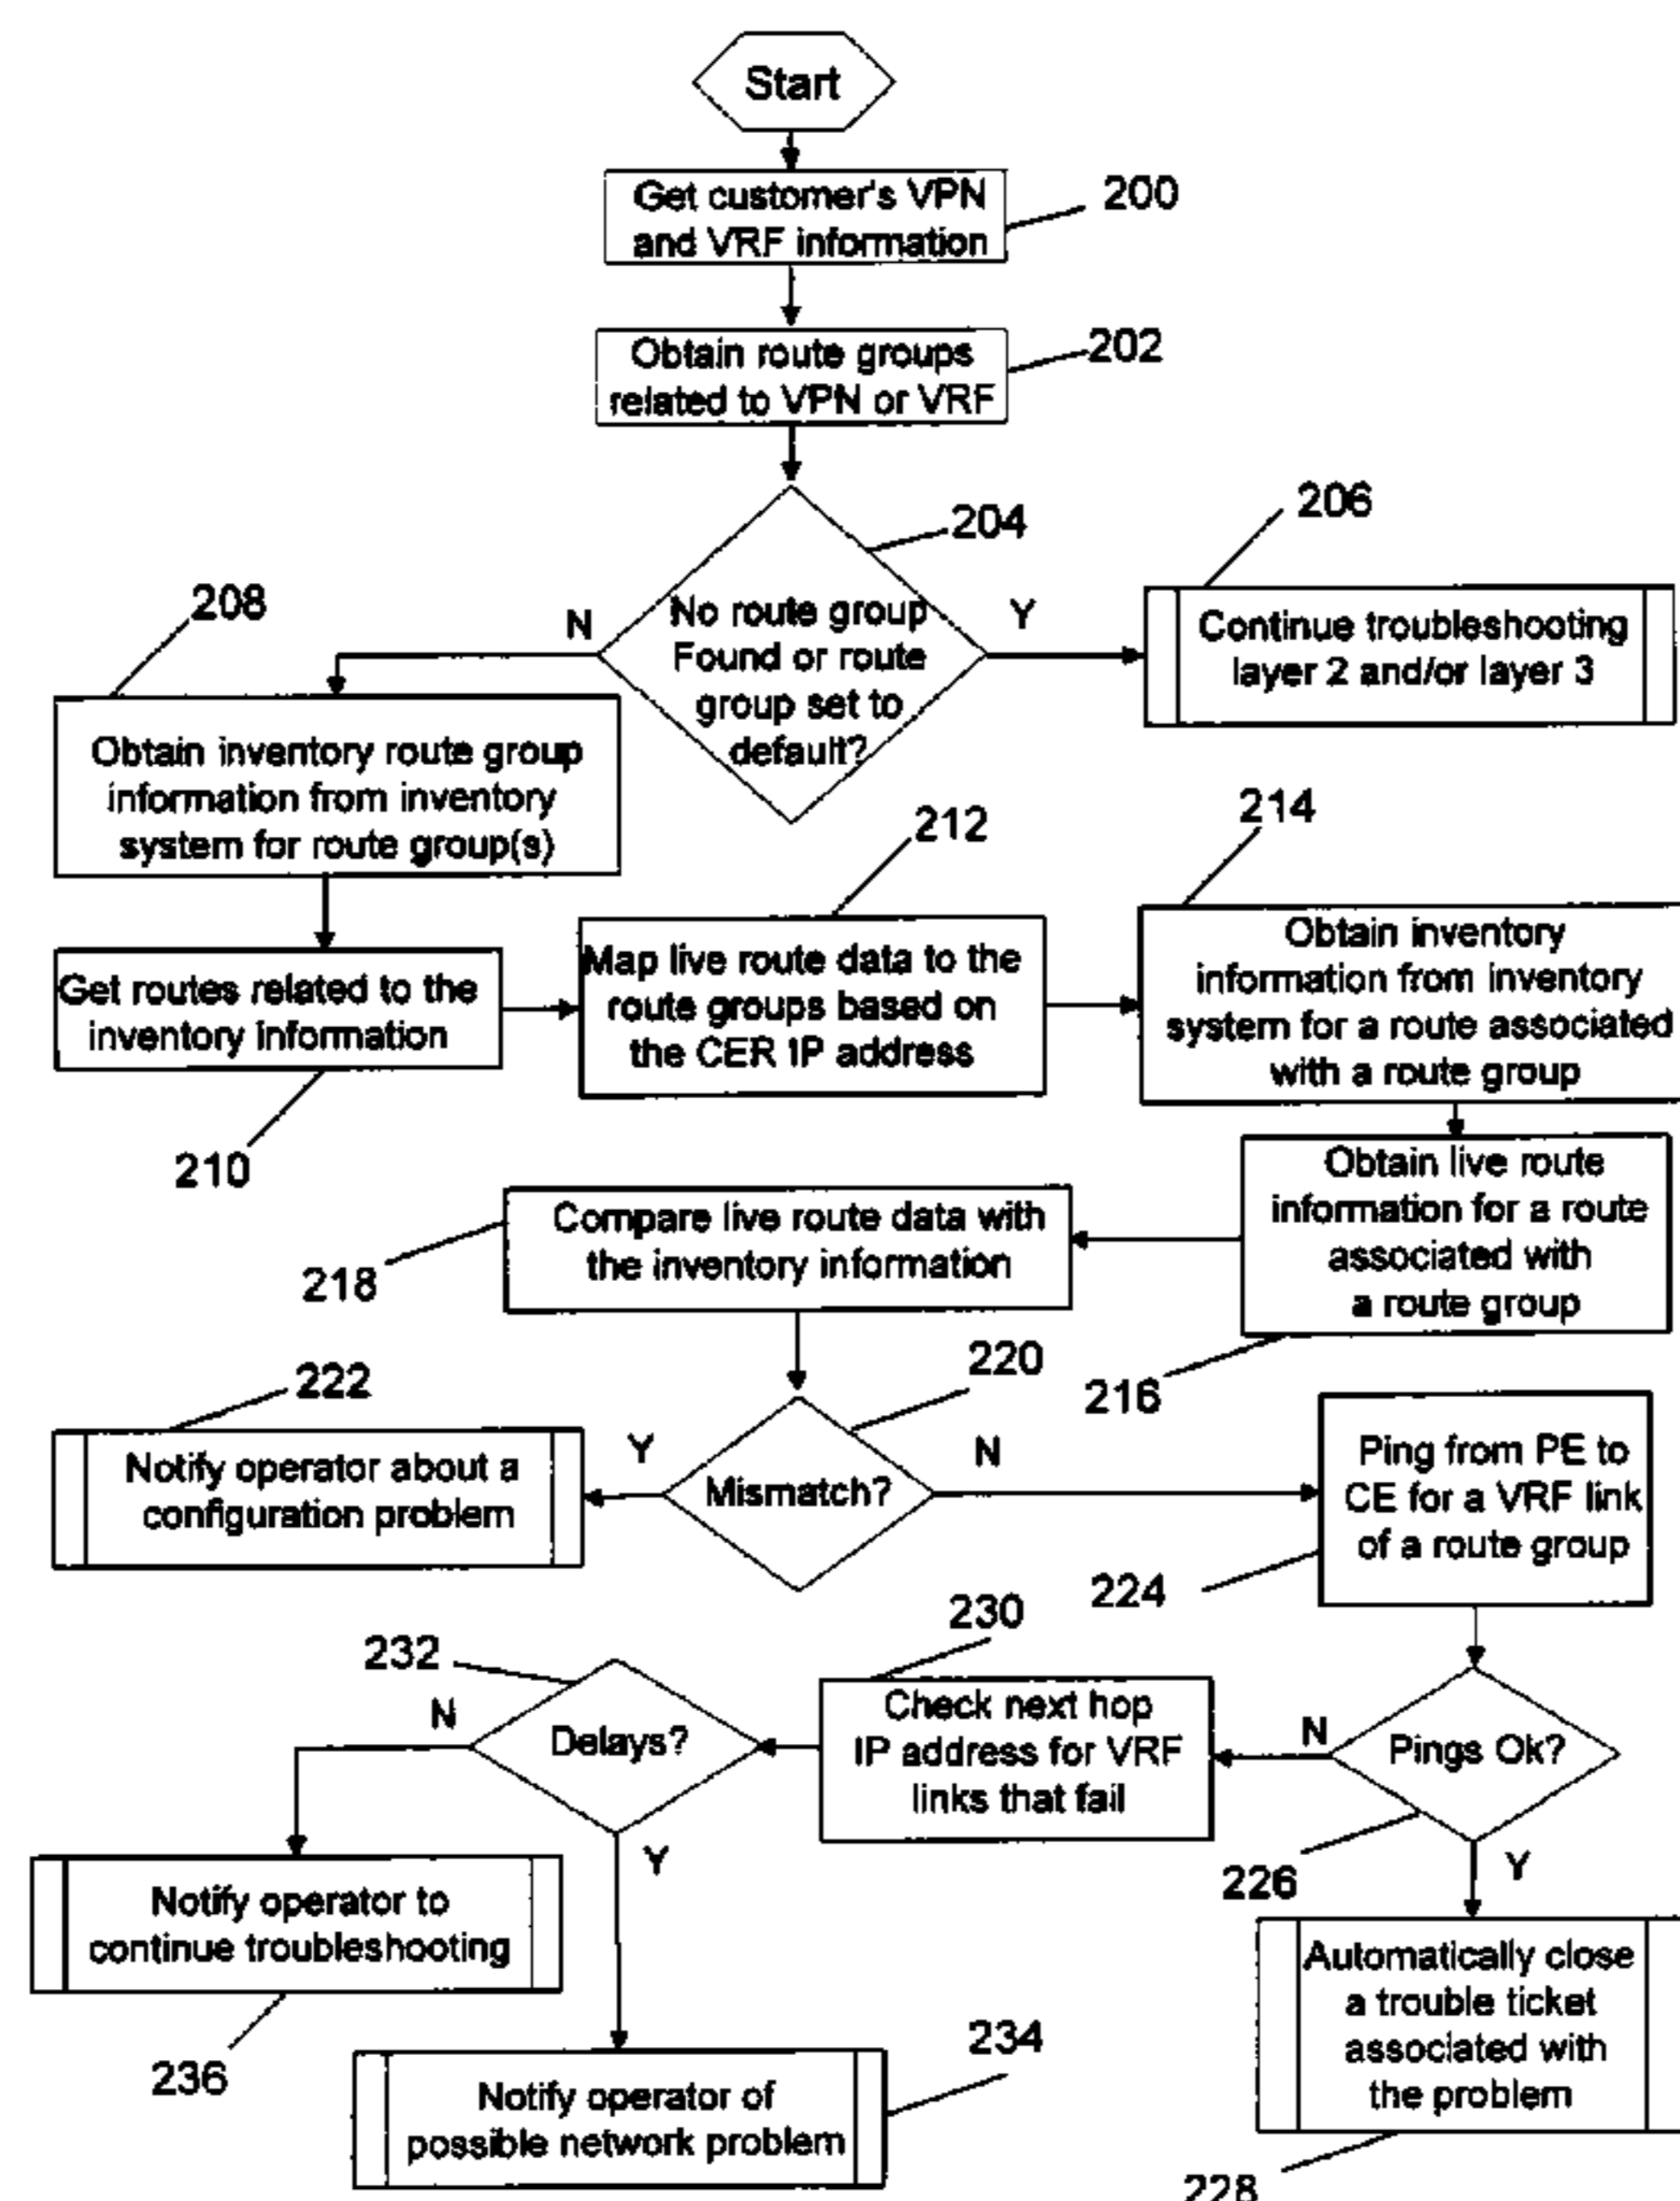 Start
Get customer's VPN
and VRF information
200
Obtain route groups
related to VPN or VRF
202
204
No route group
Found or route
group set to
default?
N
Y
206
Continue troubleshooting
layer 2 and/or layer 3
208
Obtain inventory route group
information from inventory
system for route group(s)
Get routes related to the
inventory information
210
212
Map live route data to the
route groups based on
the CER IP address
214
Obtain inventory
information from inventory
system for a route associated
with a route group
Obtain live route
information for a route
associated with
a route group
216
Compare live route data with
the inventory information
218
220
Mismatch?
Y
N
222
Notify operator about a
configuration problem
Ping from PE to
CE for a VRF link
of a route group
224
Pings Ok?
N
Y
226
230
Check next hop
IP address for VRF
links that fail
232
Delays?
N
Y
Notify operator to
continue troubleshooting
236
234
Notify operator of
possible network problem
Automatically close
a trouble ticket
associated with
the problem
228